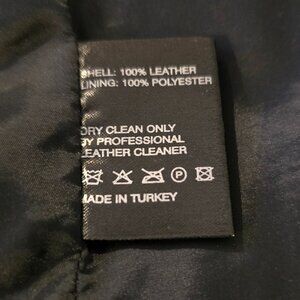 SHELL: 100% LEATHER
LINING: 100% POLYESTER
DRY CLEAN ONLY
BY PROFESSIONAL
LEATHER CLEANER
P
MADE IN TURKEY